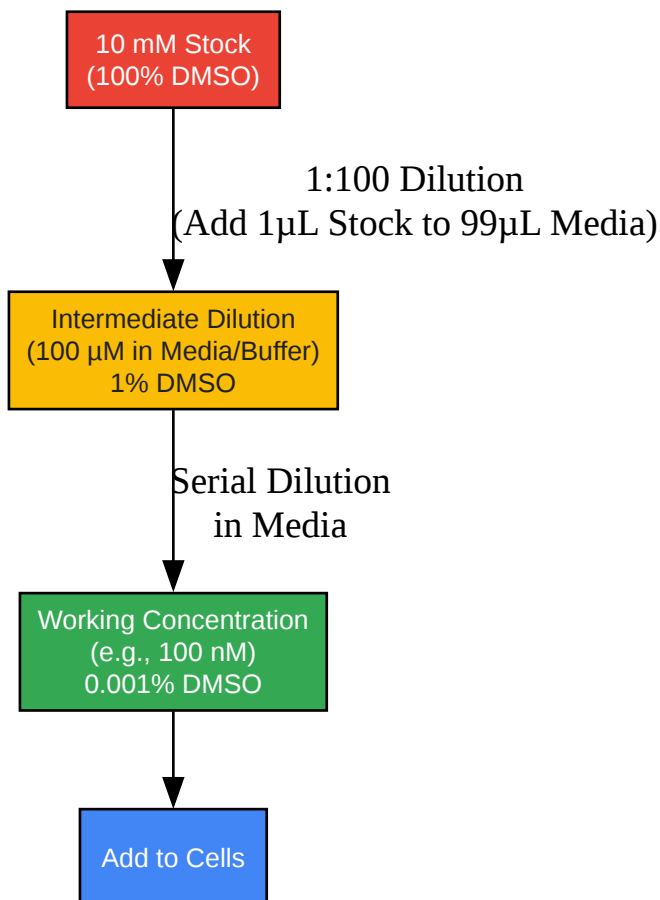 10 mM Stock
(100% DMSO)
1:100 Dilution
(Add 1µL Stock to 99µL Media)
Intermediate Dilution
(100 µM in Media/Buffer)
1% DMSO
Serial Dilution
in Media
Working Concentration
(e.g., 100 nM)
0.001% DMSO
Add to Cells